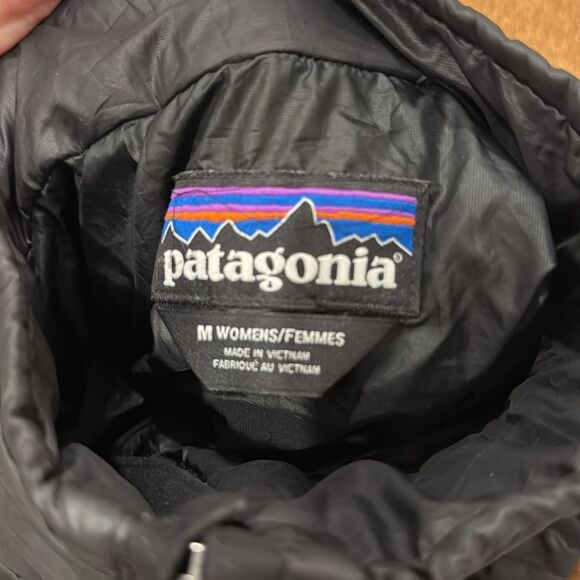 patagonia®
M WOMENS/FEMMES
MADE IN VIETNAM
FABRIQUÉ AU VIETNAM